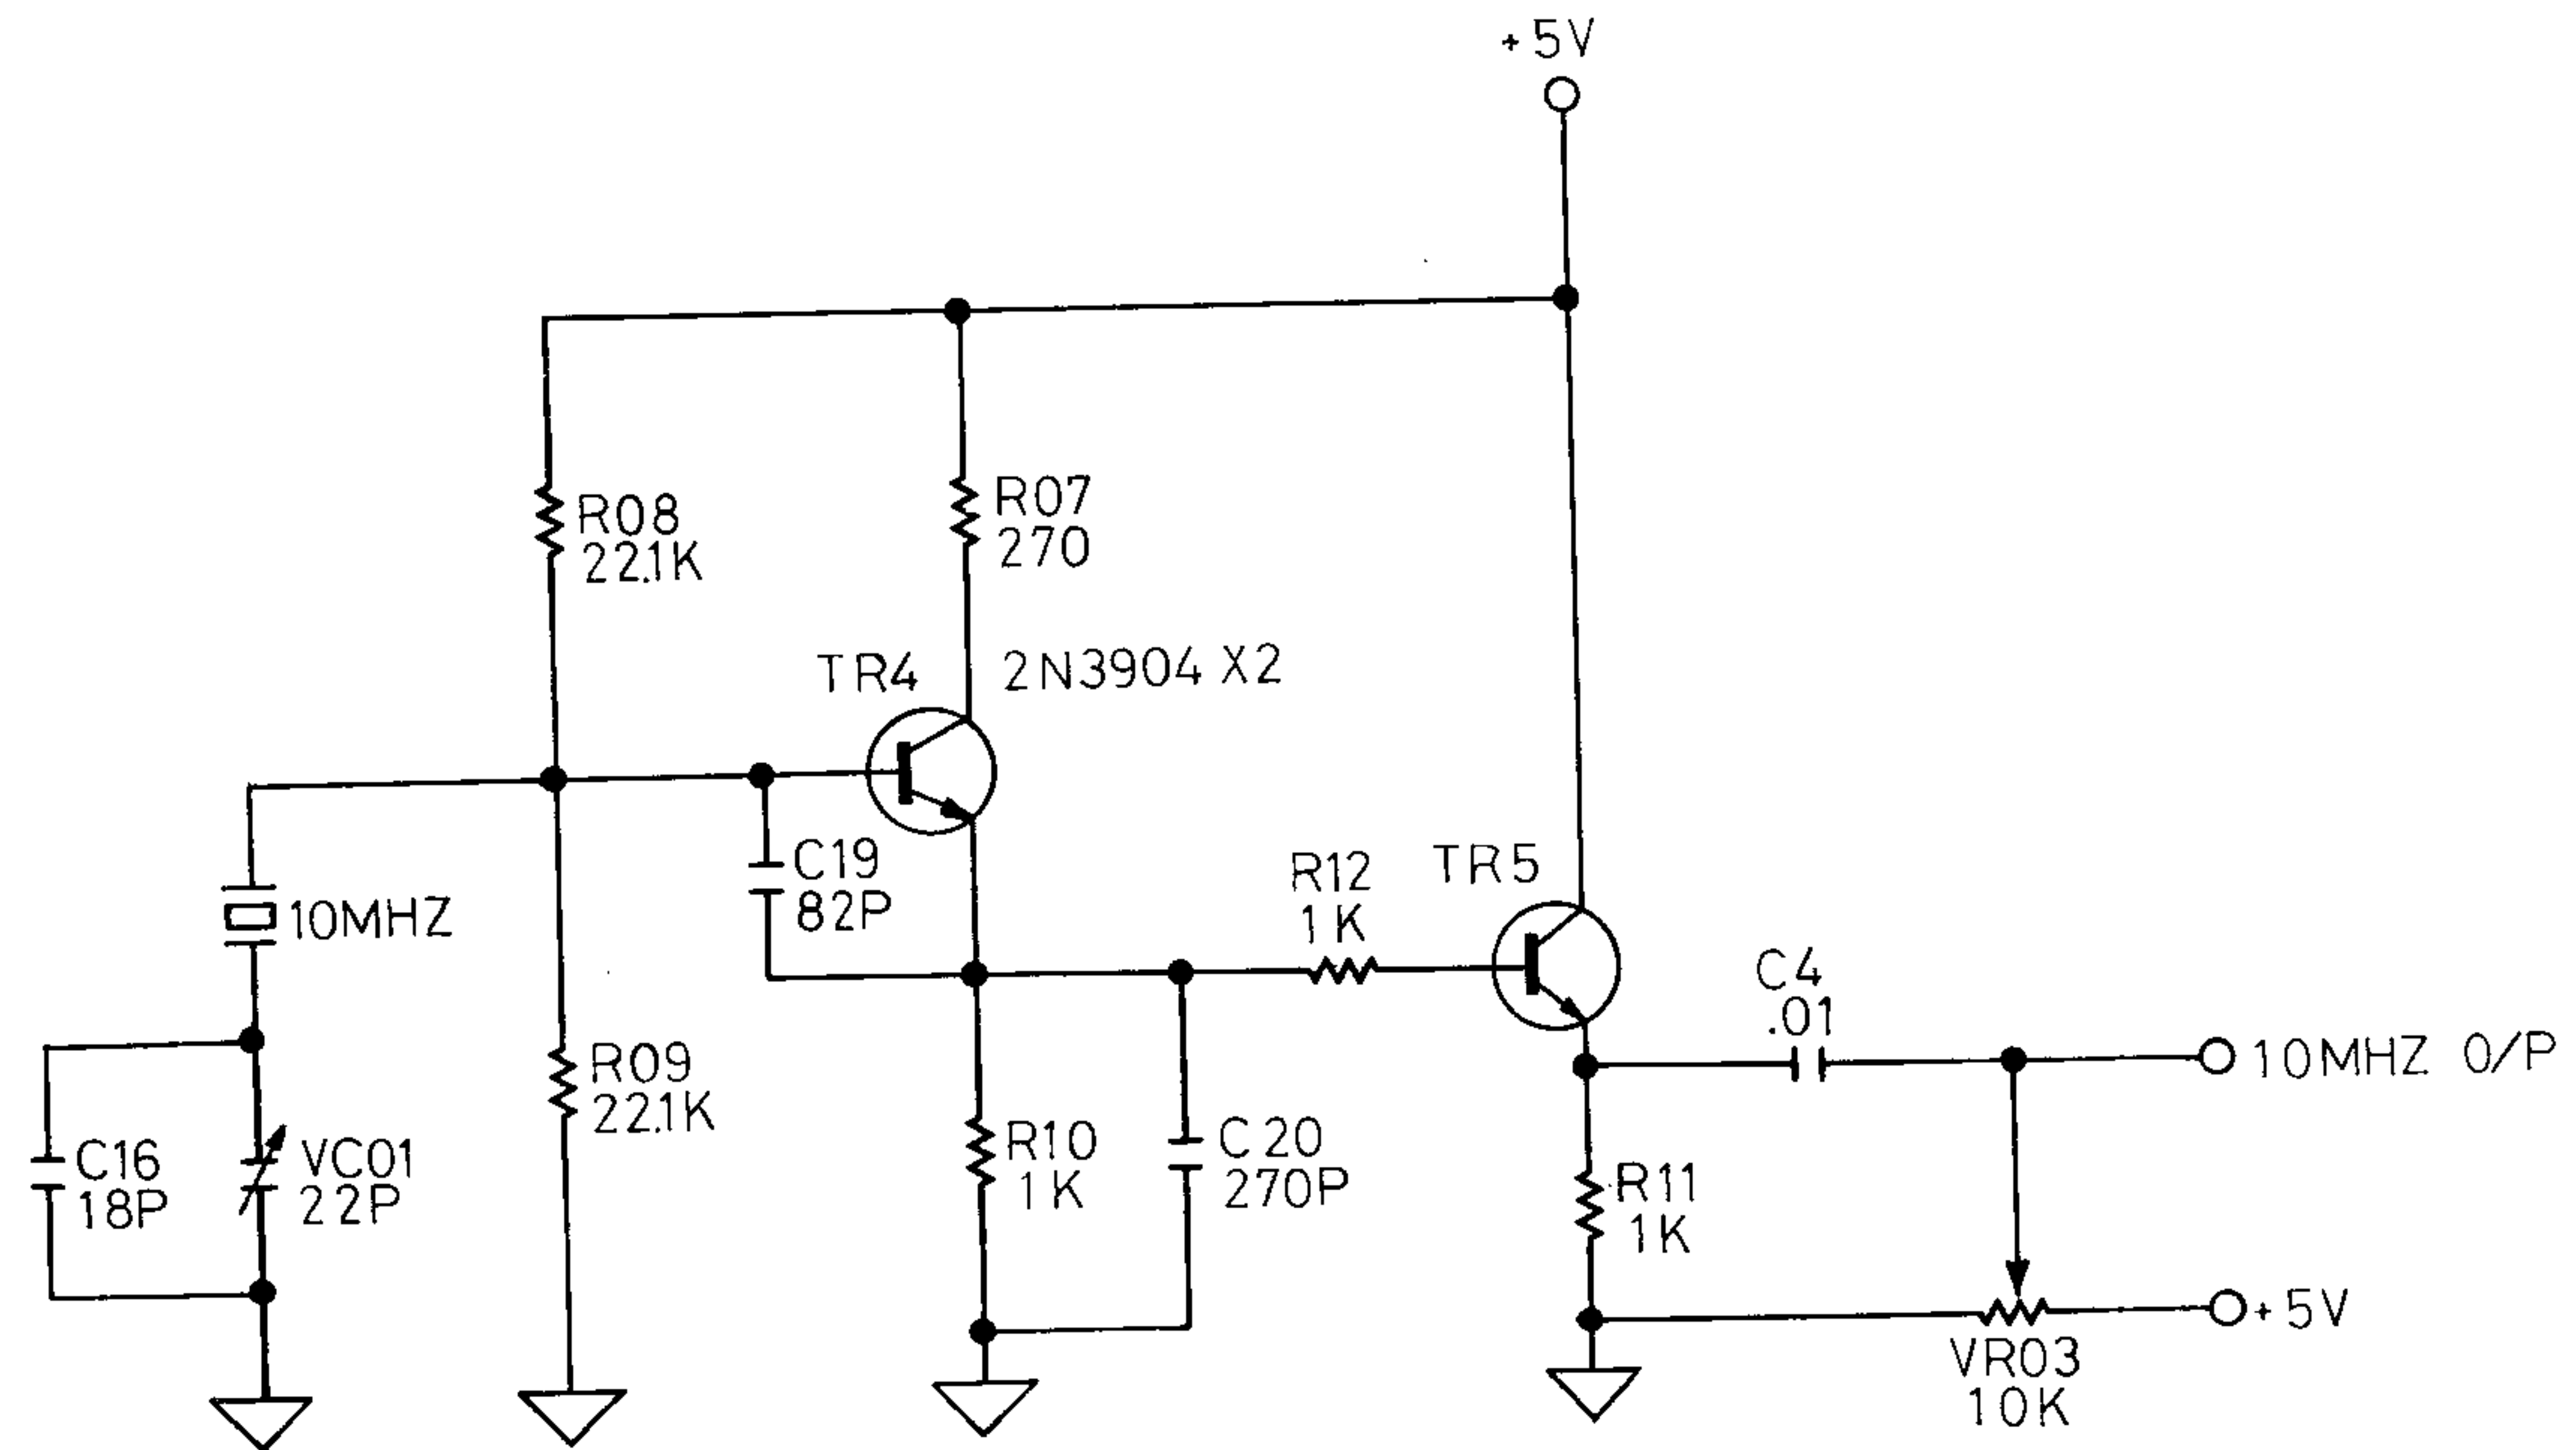 +5V
R08
22.1K
R07
270
TR4
2N3904 X2
C19
82P
R12
1K
TR5
10MHZ
C4
.01
10MHZ O/P
R09
22.1K
R10
1K
C20
270P
C16
18P
VC01
22P
R11
1K
+5V
VR03
10K